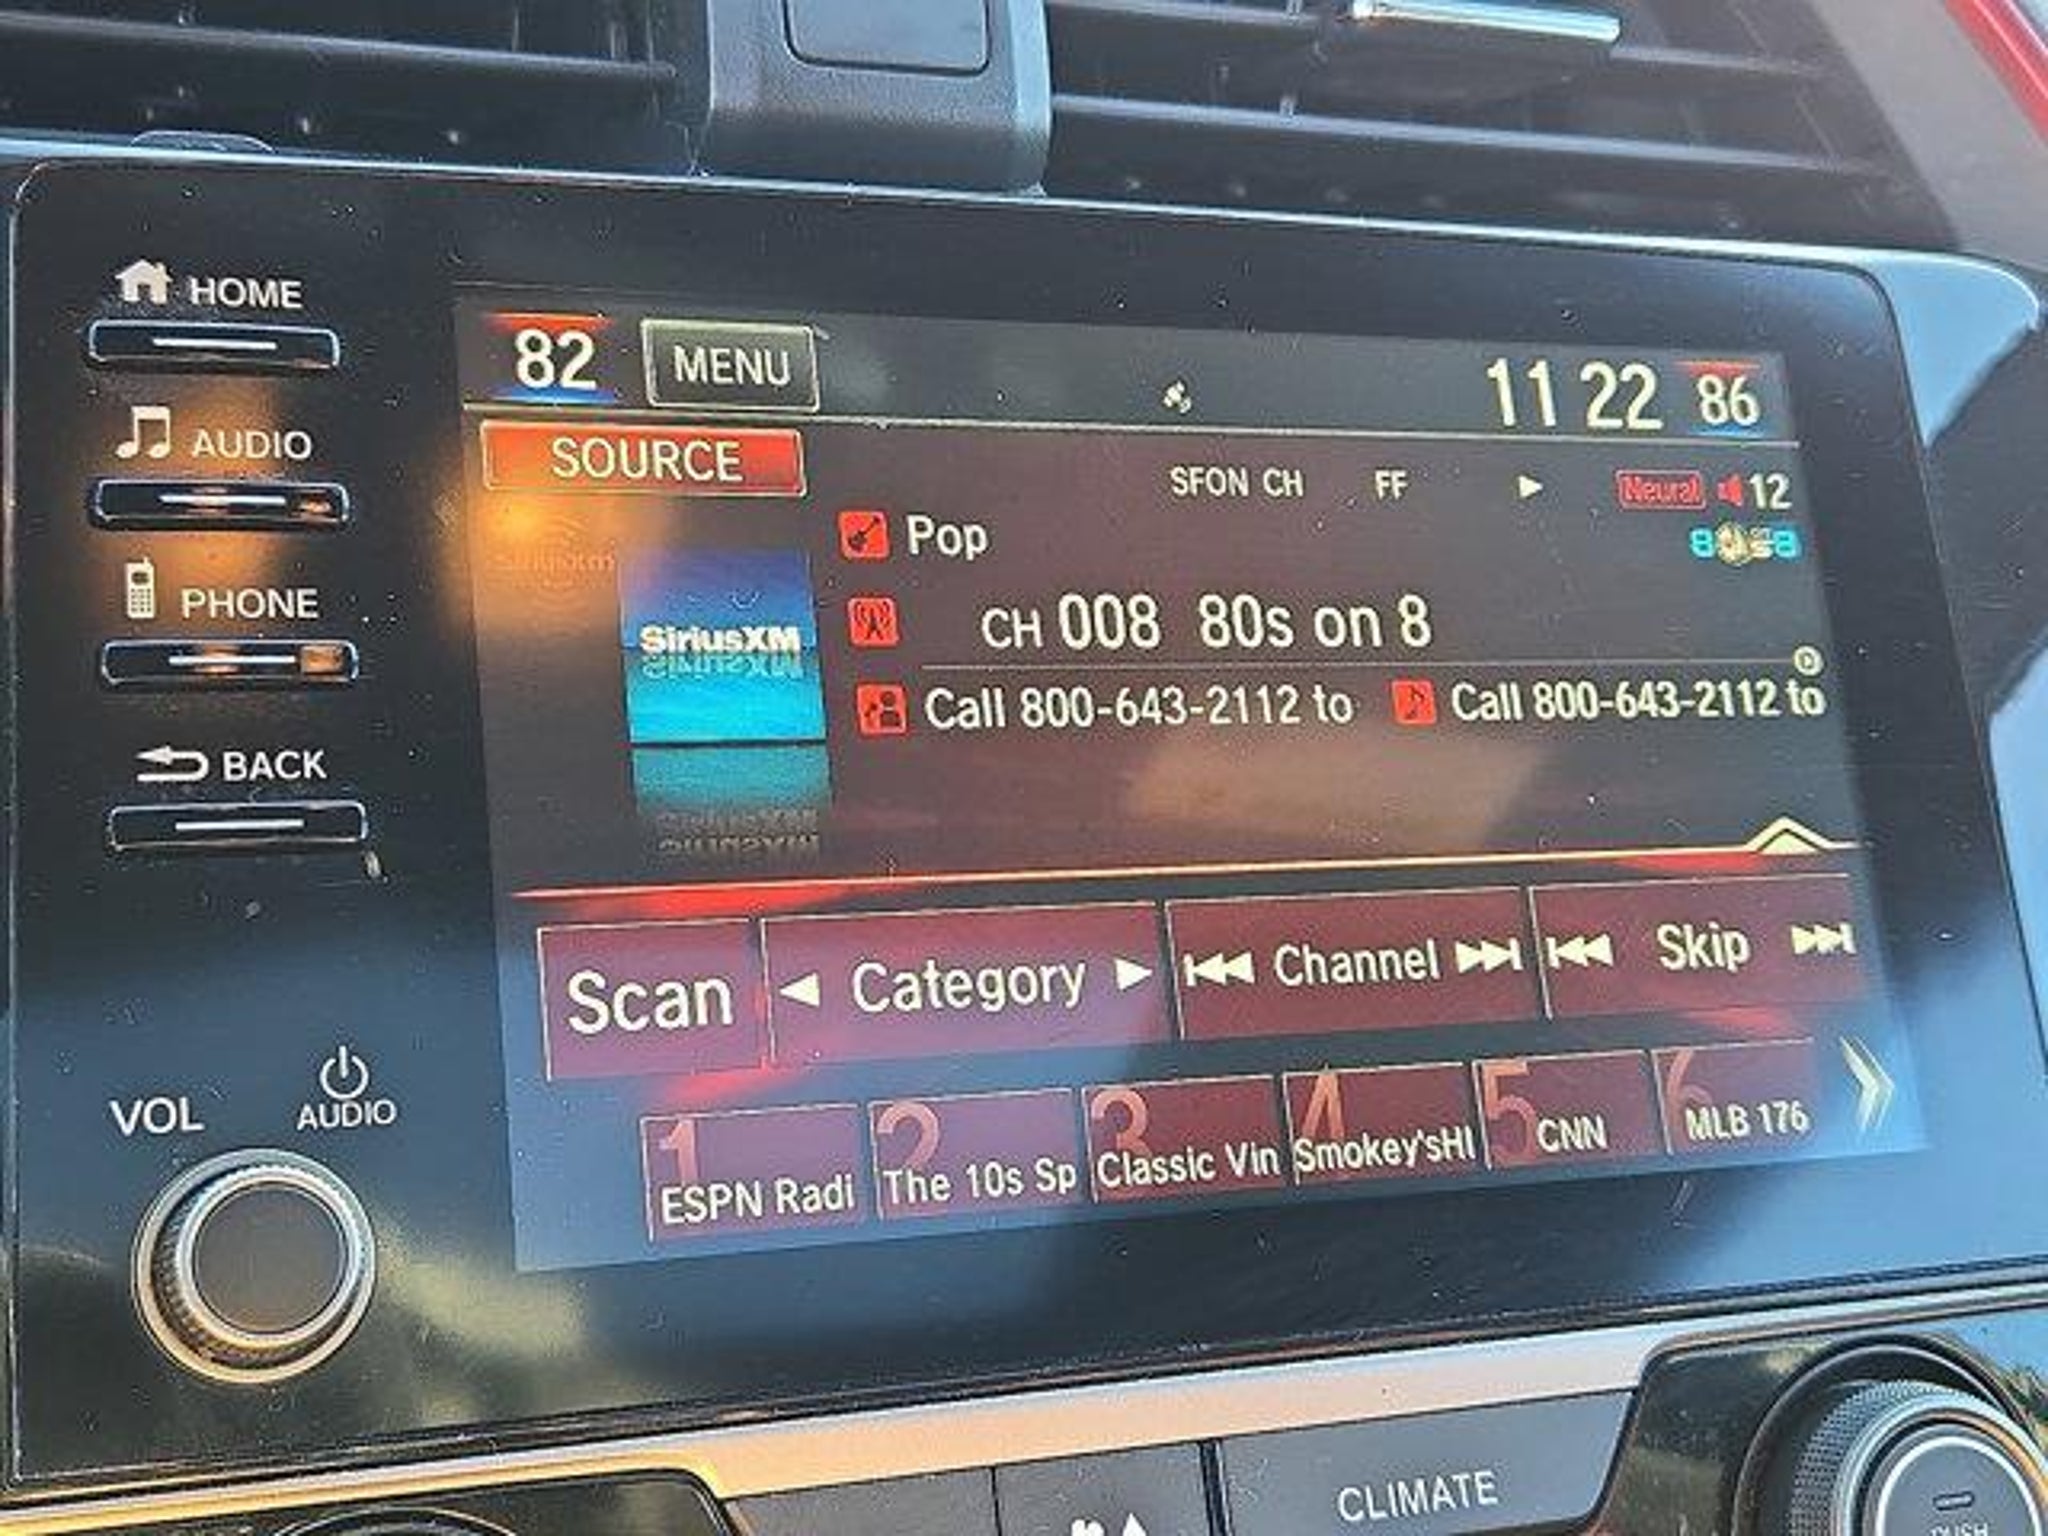 HOME
82 MENU 11 22 86
AUDIO
SOURCE
SFON CH FF Neural 12
Pop
PHONE
SiriusXM
CH 008 80s on 8
Call 800-643-2112 to Call 800-643-2112 to
BACK
Scan Category Channel Skip
VOL AUDIO
1 2 3 4 5 6
ESPN Radi The 10s Sp Classic Vin Smokey'sHI CNN MLB 176
CLIMATE
PUSH